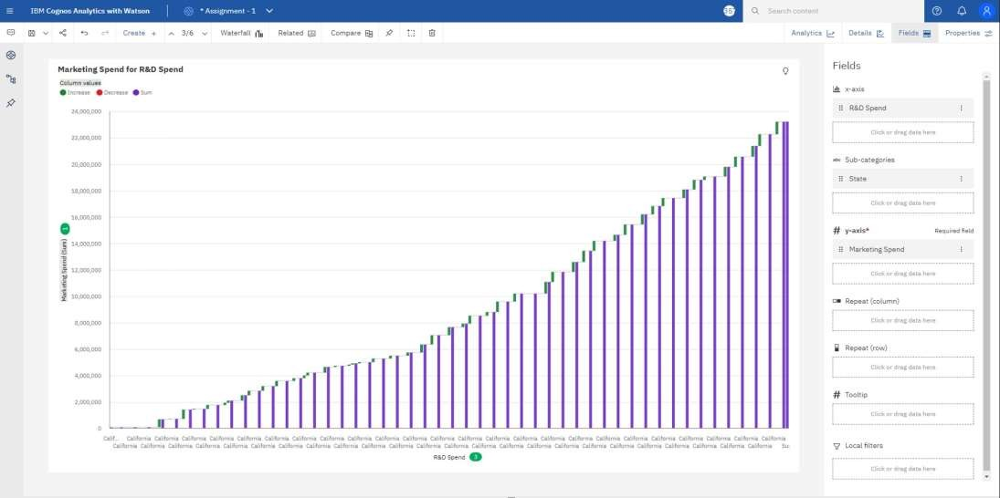 IBM Cognos Analytics with Watson
* Assignment - 1
Search content
Create +
3/6
Waterfall
Related
Compare
Analytics
Details
Fields
Properties
Marketing Spend for R&D Spend
Column values
Increase Decrease Sum
24,000,000
22,000,000
20,000,000
18,000,000
16,000,000
14,000,000
12,000,000
10,000,000
8,000,000
6,000,000
4,000,000
2,000,000
0
1
Marketing Spend (Sum)
Calif... California California California California California California California California California California California California California California California California California California California California California California California California
California California California California California California California California California California California California California California California California California California California California California California California Su:
R&D Spend 3
Fields
x-axis
R&D Spend
Click or drag data here
abc Sub-categories
State
Click or drag data here
# y-axis* Required field
Marketing Spend
Click or drag data here
Repeat (column)
Click or drag data here
Repeat (row)
Click or drag data here
# Tooltip
Click or drag data here
Local filters
Click or drag data here